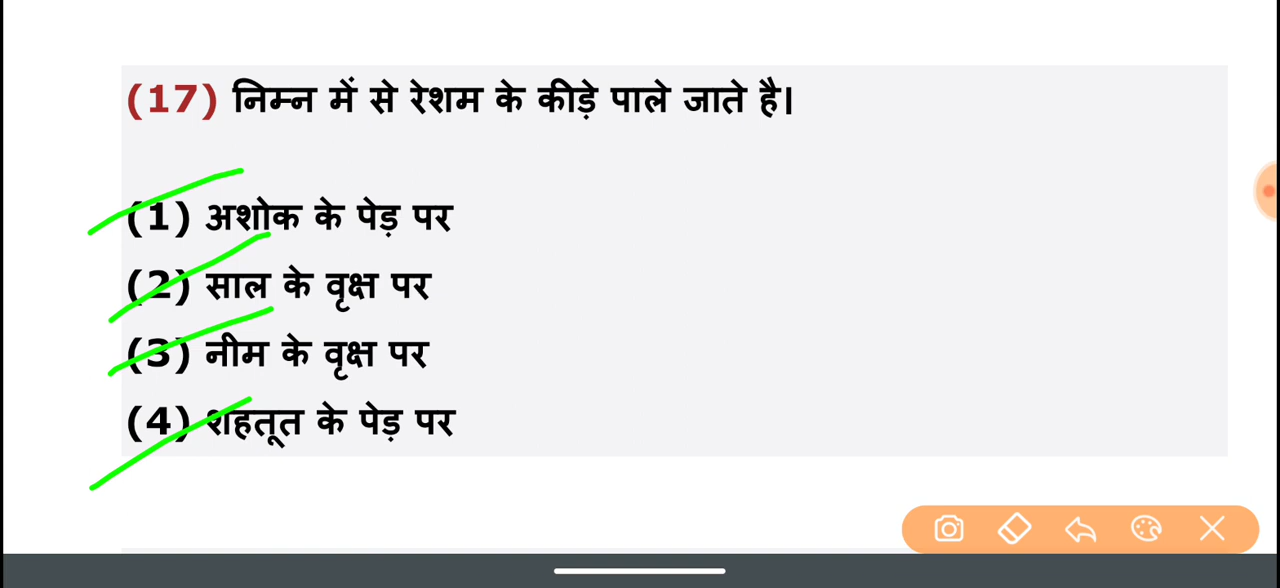 (17) निम्न में से रेशम के कीड़े पाले जाते है।
(1) अशोक के पेड़ पर
(2) साल के वृक्ष पर
(3) नीम के वृक्ष पर
(4) शहतूत के पेड़ पर